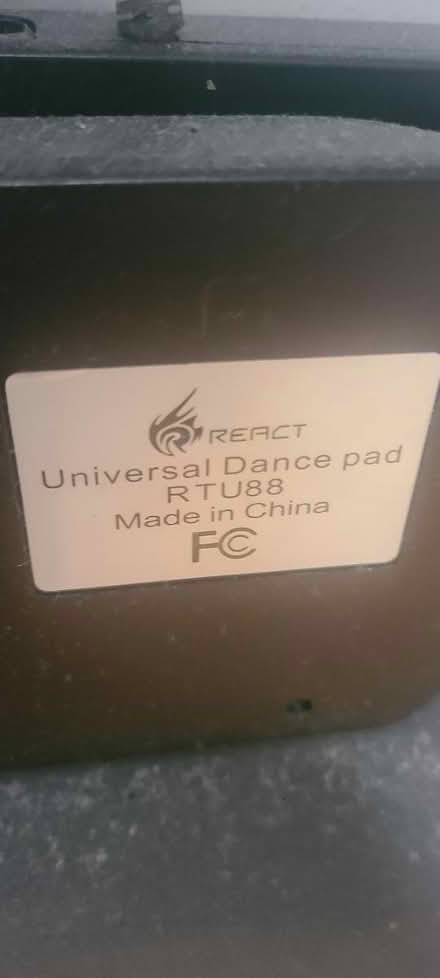 REACT
Universal Dance pad
RTU88
Made in China
FC